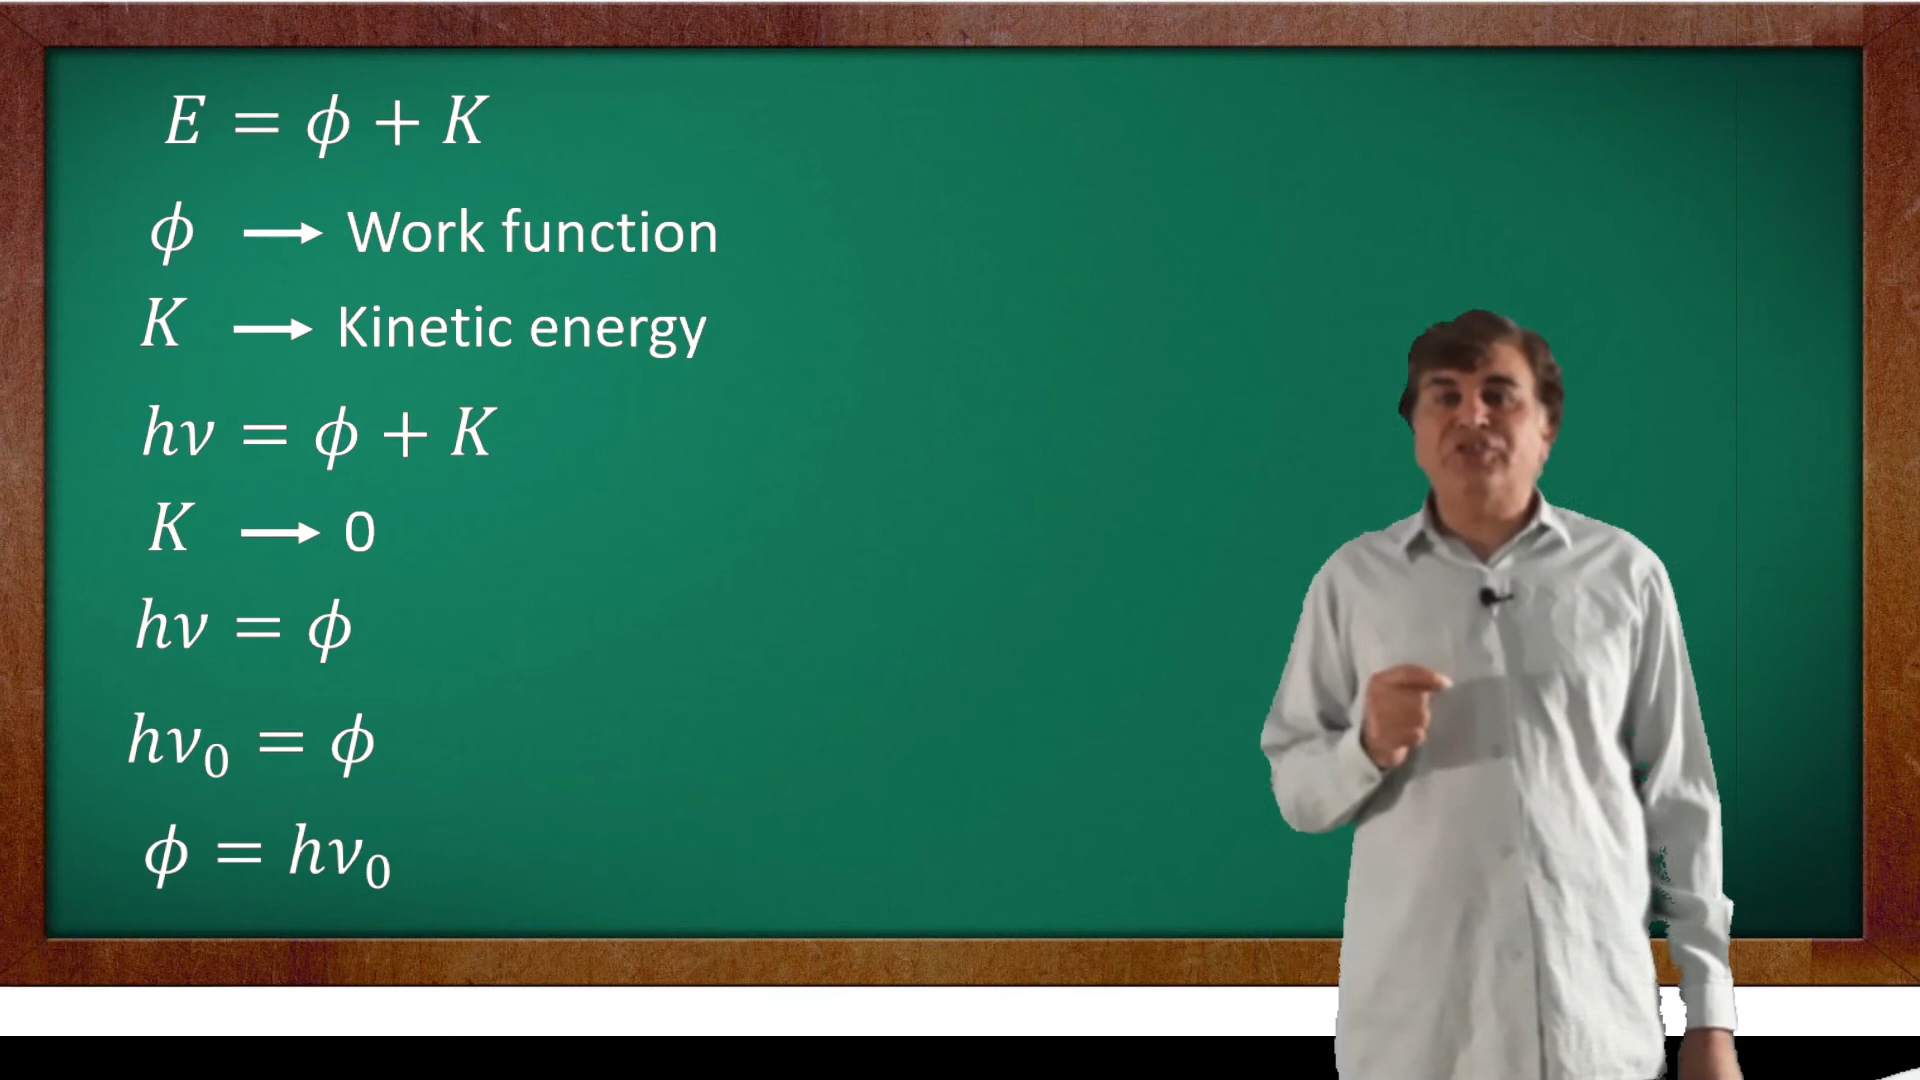 E = ϕ + K
ϕ → Work function
K → Kinetic energy
hν = ϕ + K
K → 0
hν = ϕ
hν₀ = ϕ
ϕ = hν₀